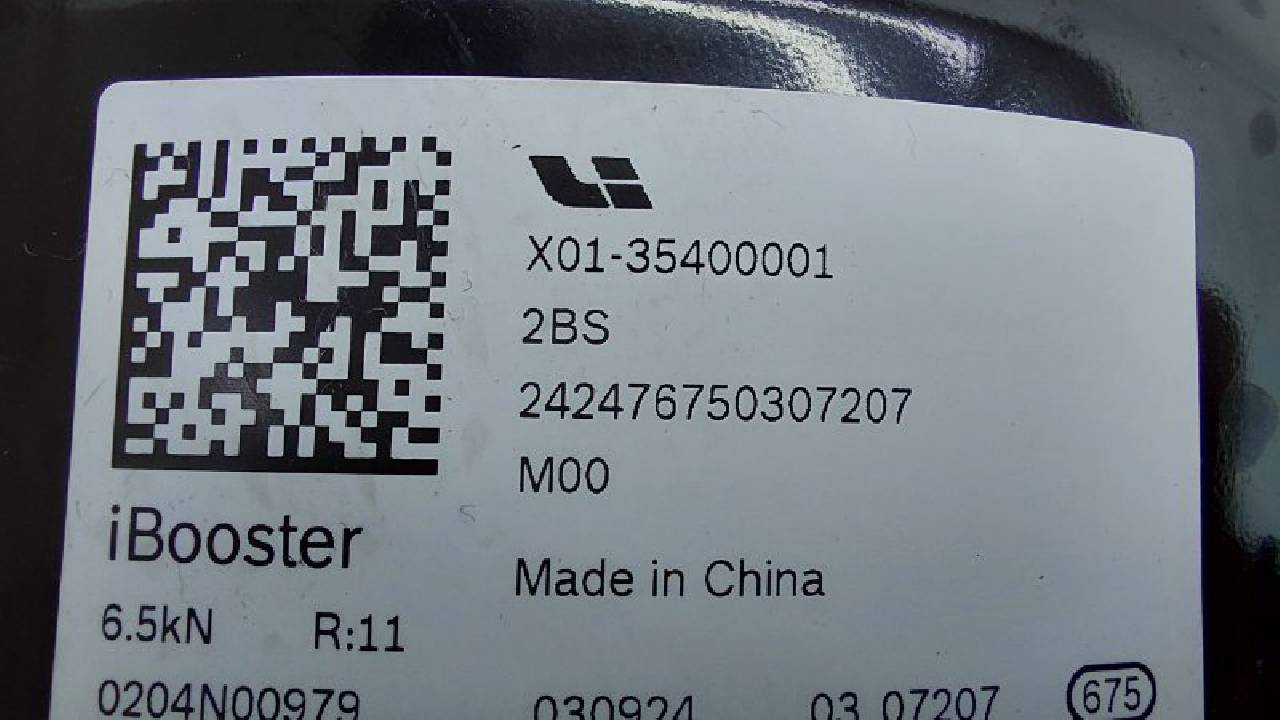 X01-35400001
2BS
242476750307207
M00
iBooster
Made in China
6.5kN R:11
0204N00979 030924 03 07207 675